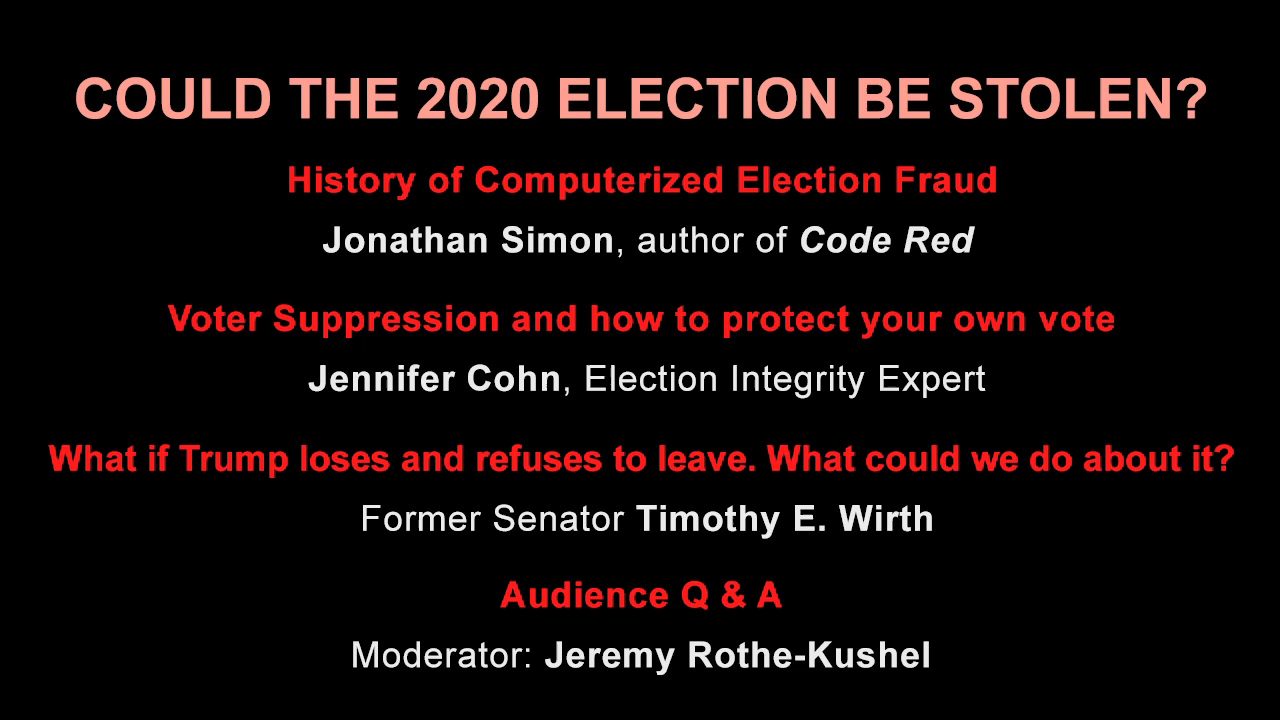 COULD THE 2020 ELECTION BE STOLEN?
History of Computerized Election Fraud
Jonathan Simon, author of Code Red
Voter Suppression and how to protect your own vote
Jennifer Cohn, Election Integrity Expert
What if Trump loses and refuses to leave. What could we do about it?
Former Senator Timothy E. Wirth
Audience Q & A
Moderator: Jeremy Rothe-Kushel